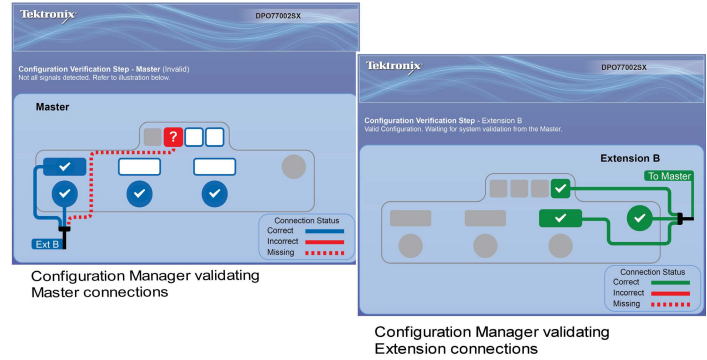 Tektronix
DPO77002SX
Configuration Verification Step - Master (Invalid)
Not all signals detected. Refer to illustration below.
Master
?
Ext B
Connection Status
Correct
Incorrect
Missing
Configuration Manager validating
Master connections
Tektronix
DPO77002SX
Configuration Verification Step - Extension B
Valid Configuration. Waiting for system validation from the Master.
Extension B
To Master
Connection Status
Correct
Incorrect
Missing
Configuration Manager validating
Extension connections